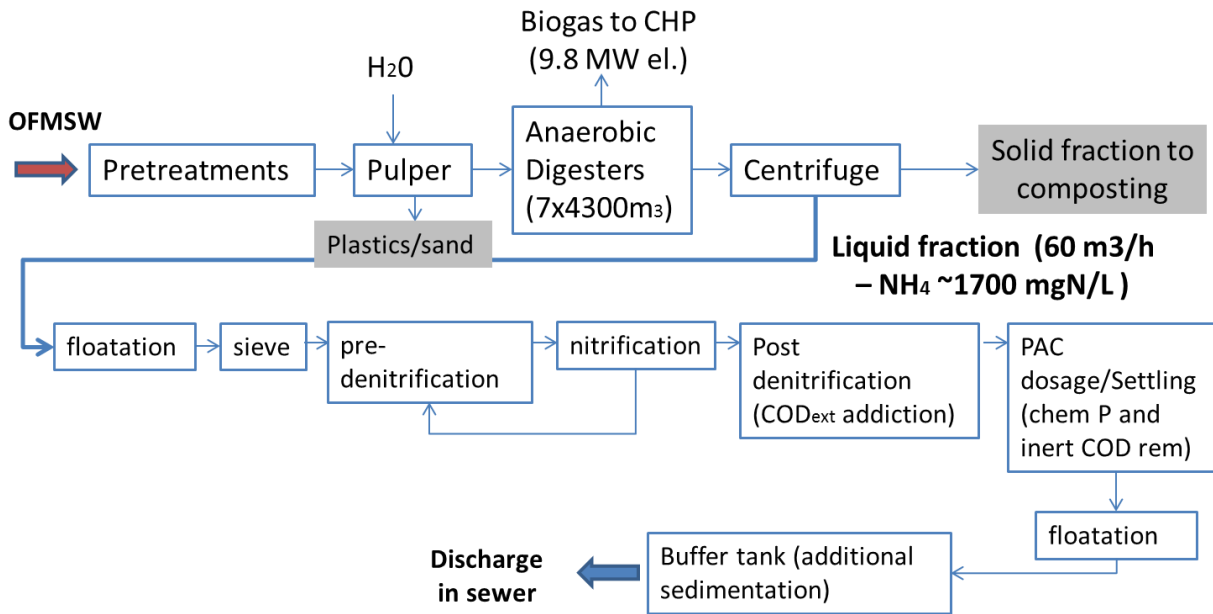 Biogas to CHP
(9.8 MW el.)
H20
OFMSW
Pretreatments
Pulper
Anaerobic
Digesters
(7x4300m3)
Centrifuge
Solid fraction to
composting
Plastics/sand
Liquid fraction (60 m3/h
– NH4 ~1700 mgN/L )
floatation
sieve
pre-
denitrification
nitrification
Post
denitrification
(CODext addiction)
PAC
dosage/Settling
(chem P and
inert COD rem)
floatation
Buffer tank (additional
sedimentation)
Discharge
in sewer